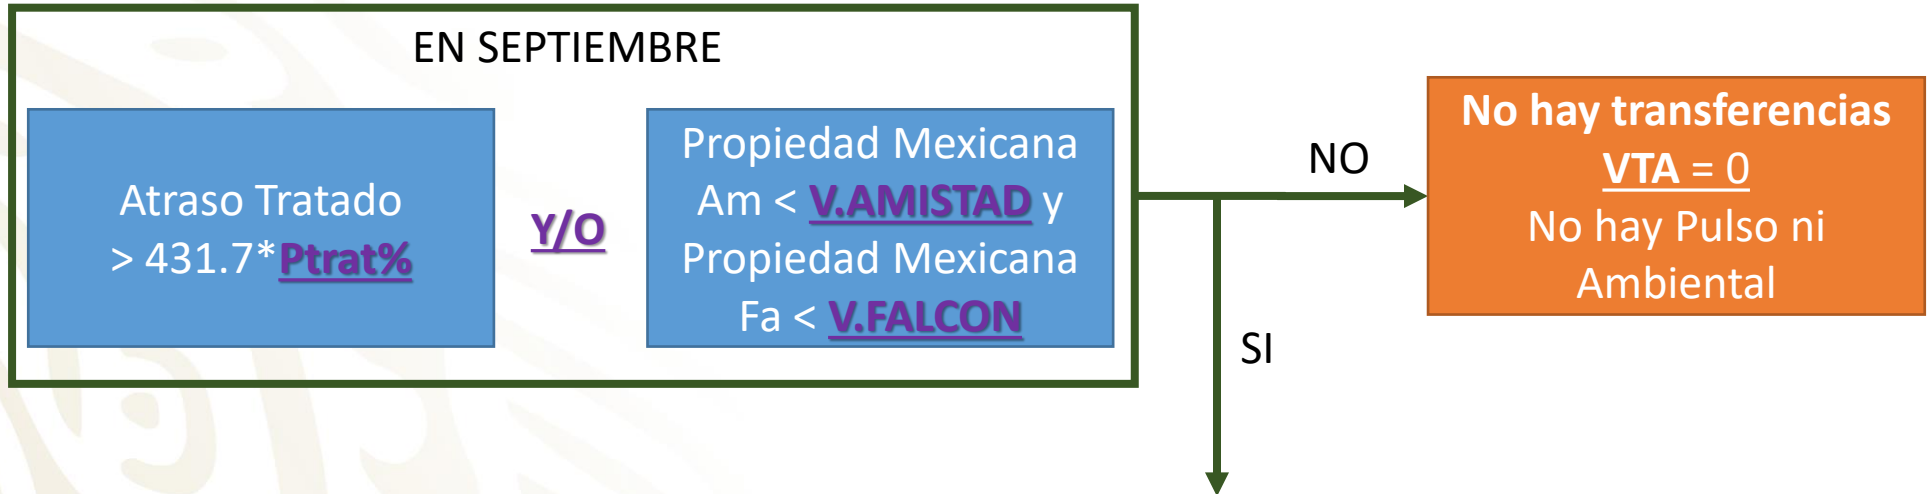 EN SEPTIEMBRE
Atraso Tratado
> 431.7*Ptrat%
Y/O
Propiedad Mexicana
Am < V.AMISTAD y
Propiedad Mexicana
Fa < V.FALCON
NO
SI
No hay transferencias
VTA = 0
No hay Pulso ni
Ambiental